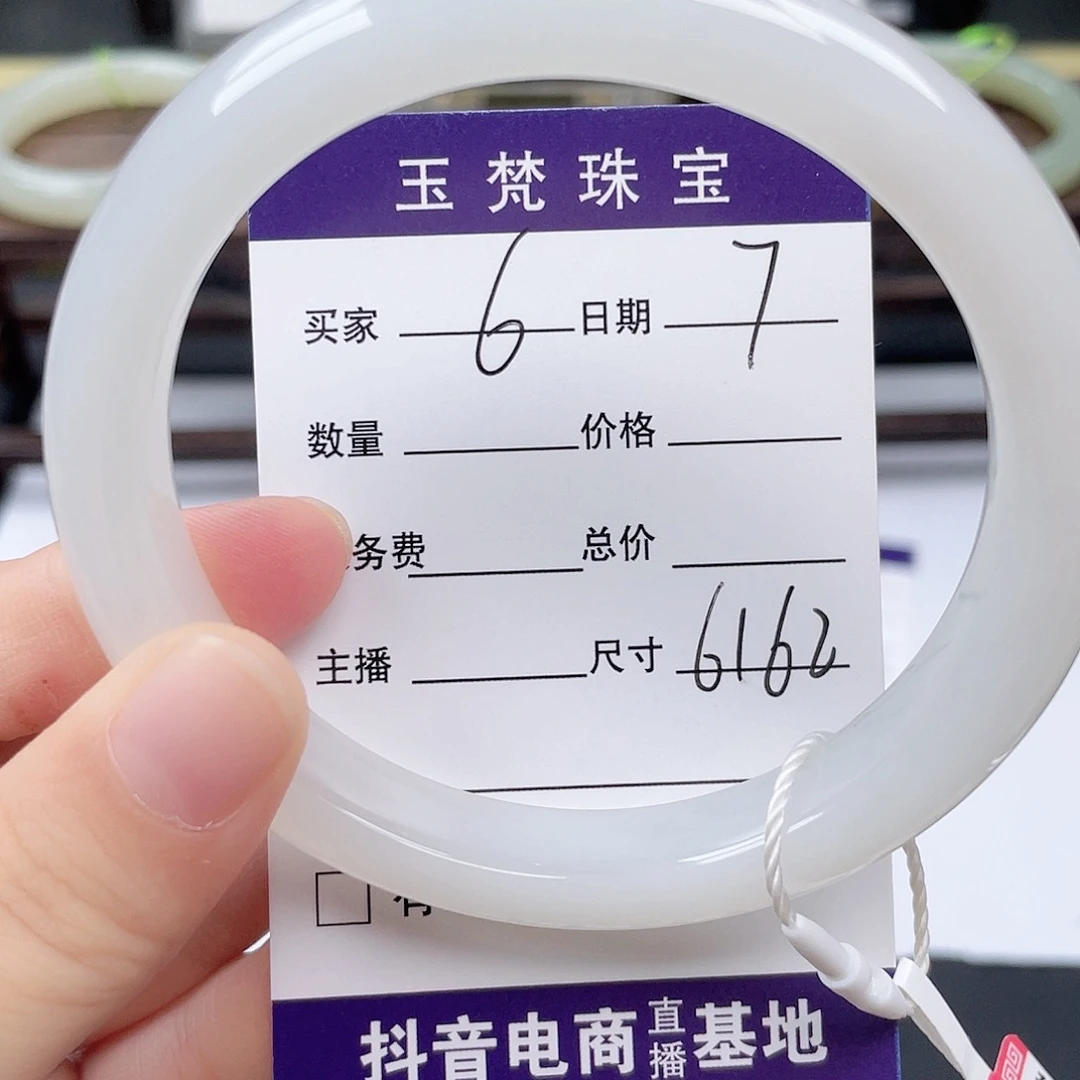 玉梵珠宝
买家 6 日期 7
数量 价格
务费 总价
主播 尺寸 6162
抖音电商直播基地